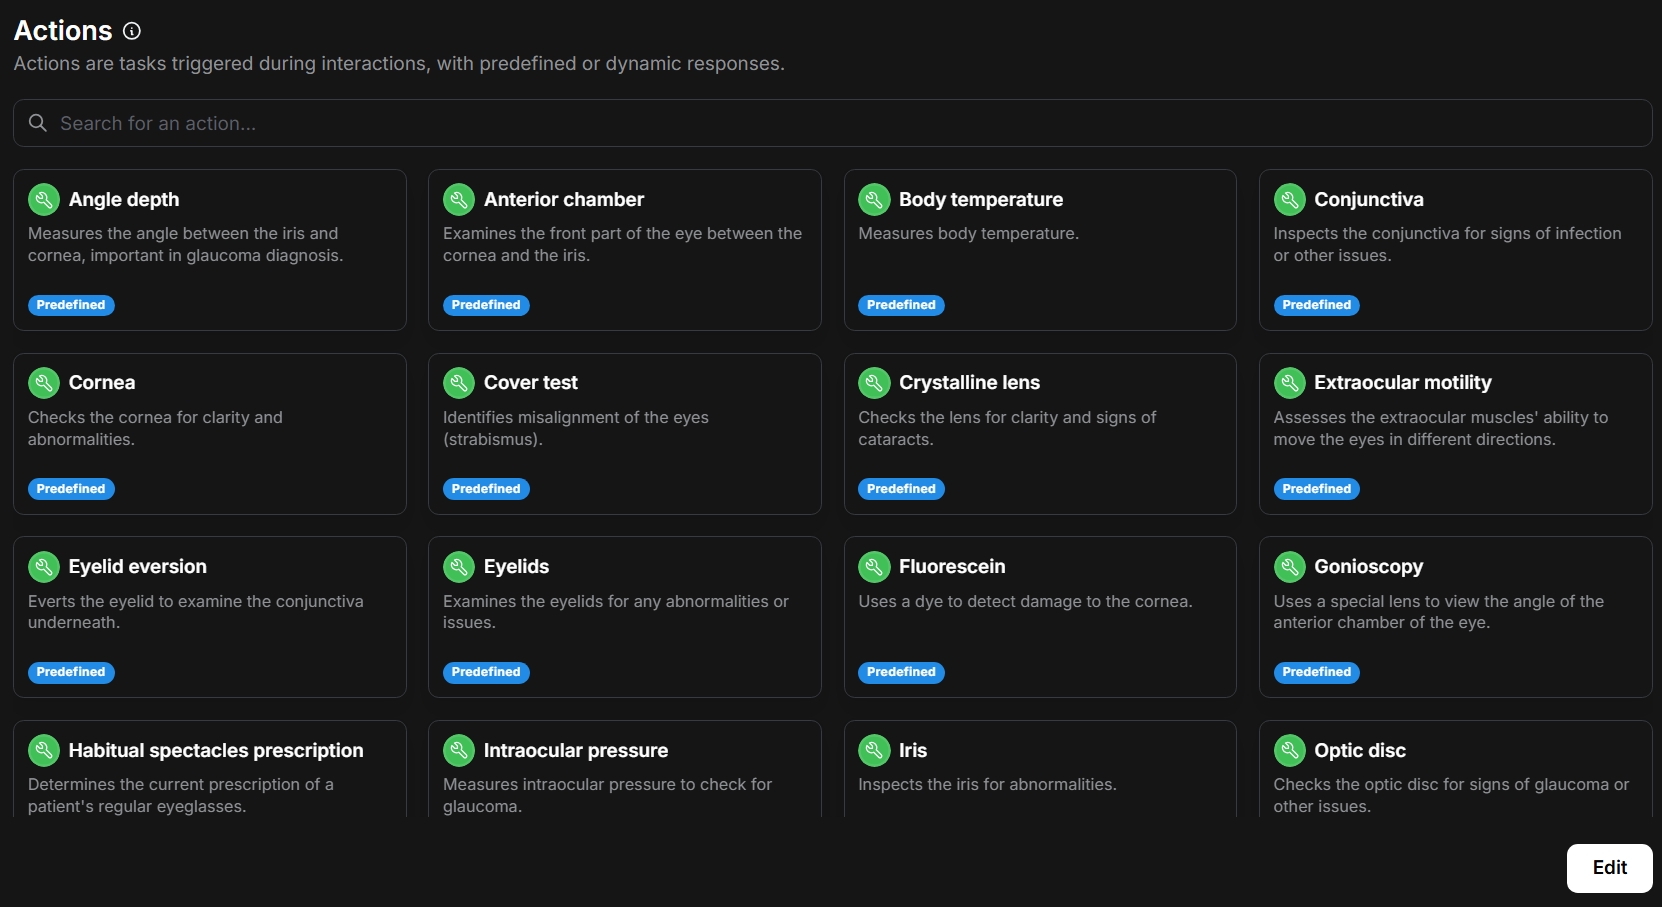 Actions
Actions are tasks triggered during interactions, with predefined or dynamic responses.
Search for an action...
Angle depth
Measures the angle between the iris and
cornea, important in glaucoma diagnosis.
Predefined
Anterior chamber
Examines the front part of the eye between the
cornea and the iris.
Predefined
Body temperature
Measures body temperature.
Predefined
Conjunctiva
Inspects the conjunctiva for signs of infection
or other issues.
Predefined
Cornea
Checks the cornea for clarity and
abnormalities.
Predefined
Cover test
Identifies misalignment of the eyes
(strabismus).
Predefined
Crystalline lens
Checks the lens for clarity and signs of
cataracts.
Predefined
Extraocular motility
Assesses the extraocular muscles' ability to
move the eyes in different directions.
Predefined
Eyelid eversion
Everts the eyelid to examine the conjunctiva
underneath.
Predefined
Eyelids
Examines the eyelids for any abnormalities or
issues.
Predefined
Fluorescein
Uses a dye to detect damage to the cornea.
Predefined
Gonioscopy
Uses a special lens to view the angle of the
anterior chamber of the eye.
Predefined
Habitual spectacles prescription
Determines the current prescription of a
patient's regular eyeglasses.
Intraocular pressure
Measures intraocular pressure to check for
glaucoma.
Iris
Inspects the iris for abnormalities.
Optic disc
Checks the optic disc for signs of glaucoma or
other issues.
Edit